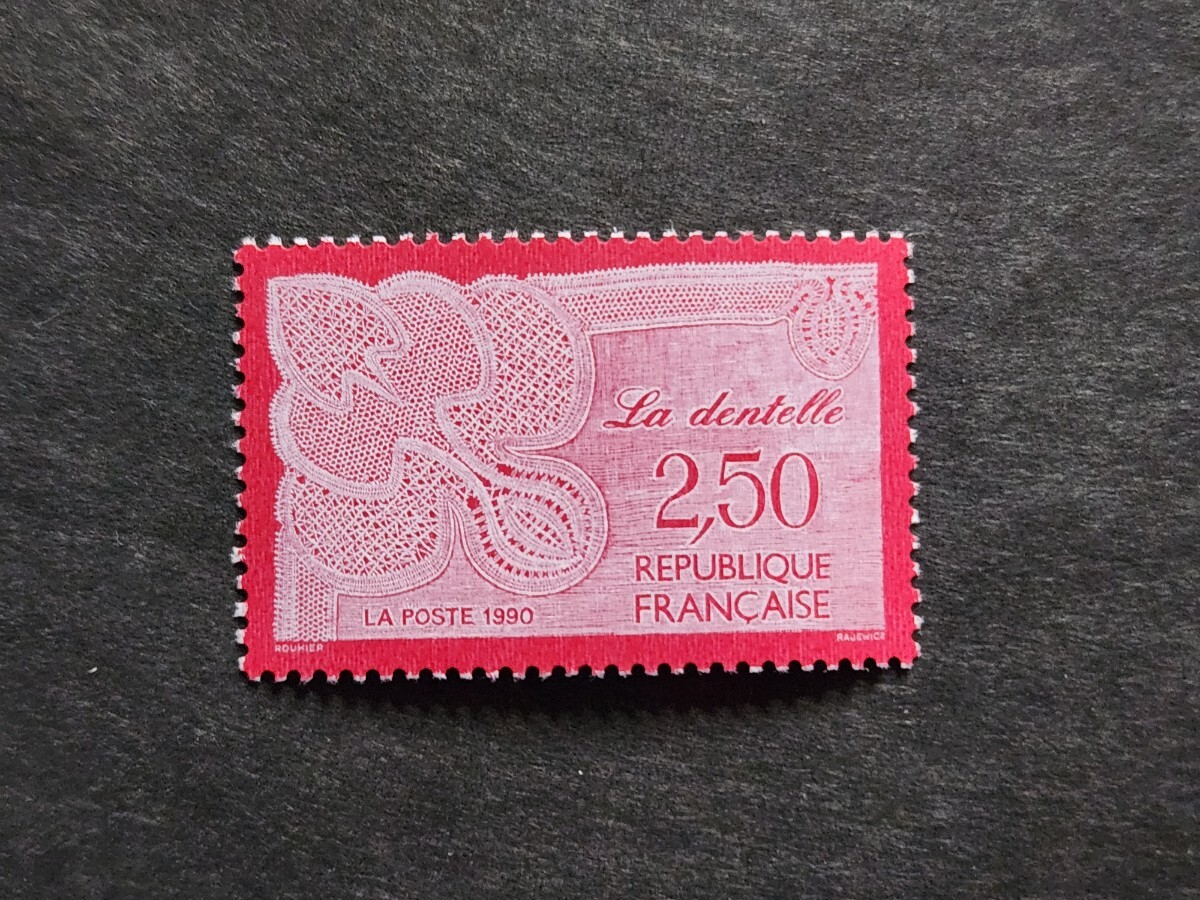 La dentelle
2,50
REPUBLIQUE
FRANÇAISE
LA POSTE 1990
ROUHIER
RAJEWICZ